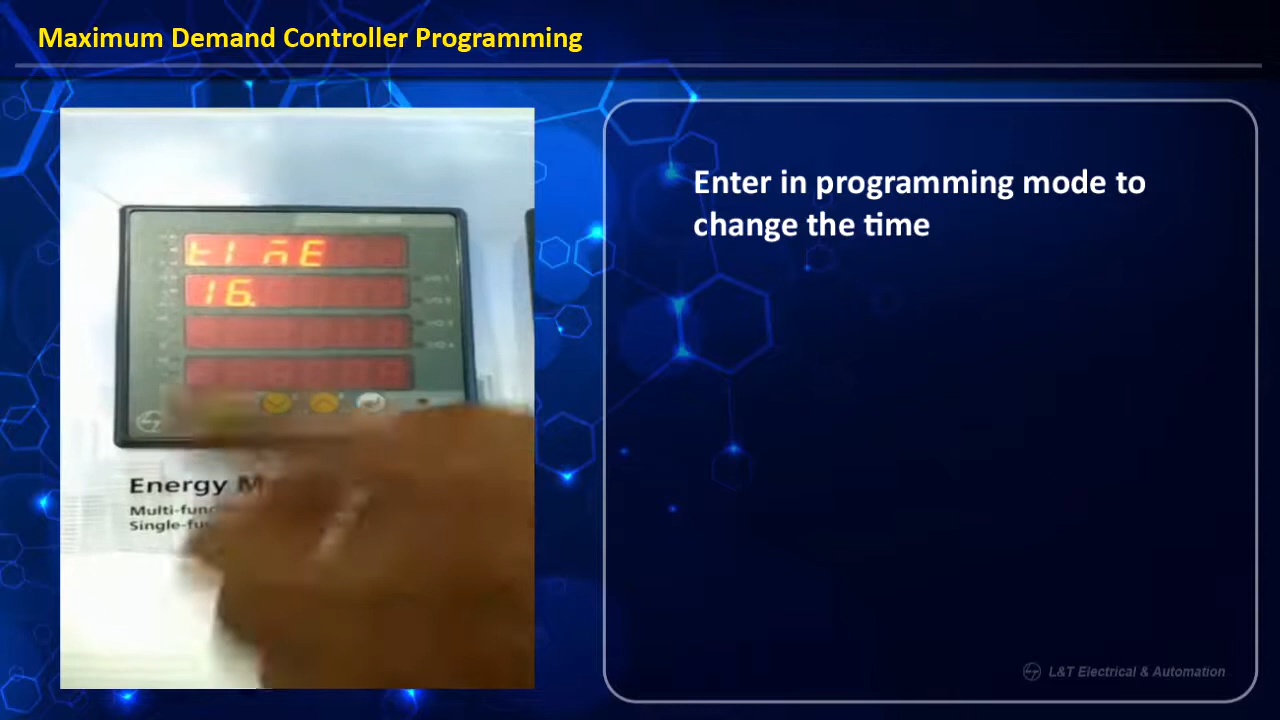 Maximum Demand Controller Programming
Enter in programming mode to
change the time
tImE
16.
Energy M
Multi-func
Single-fu
L&T Electrical & Automation